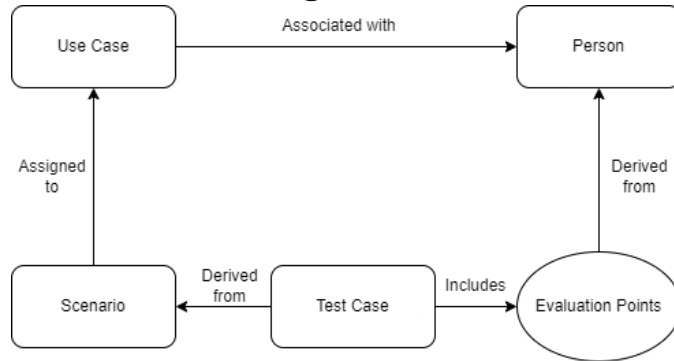 Associated with
Use Case
Person
Assigned
to
Derived
from
Derived
from
Includes
Scenario
Test Case
Evaluation Points